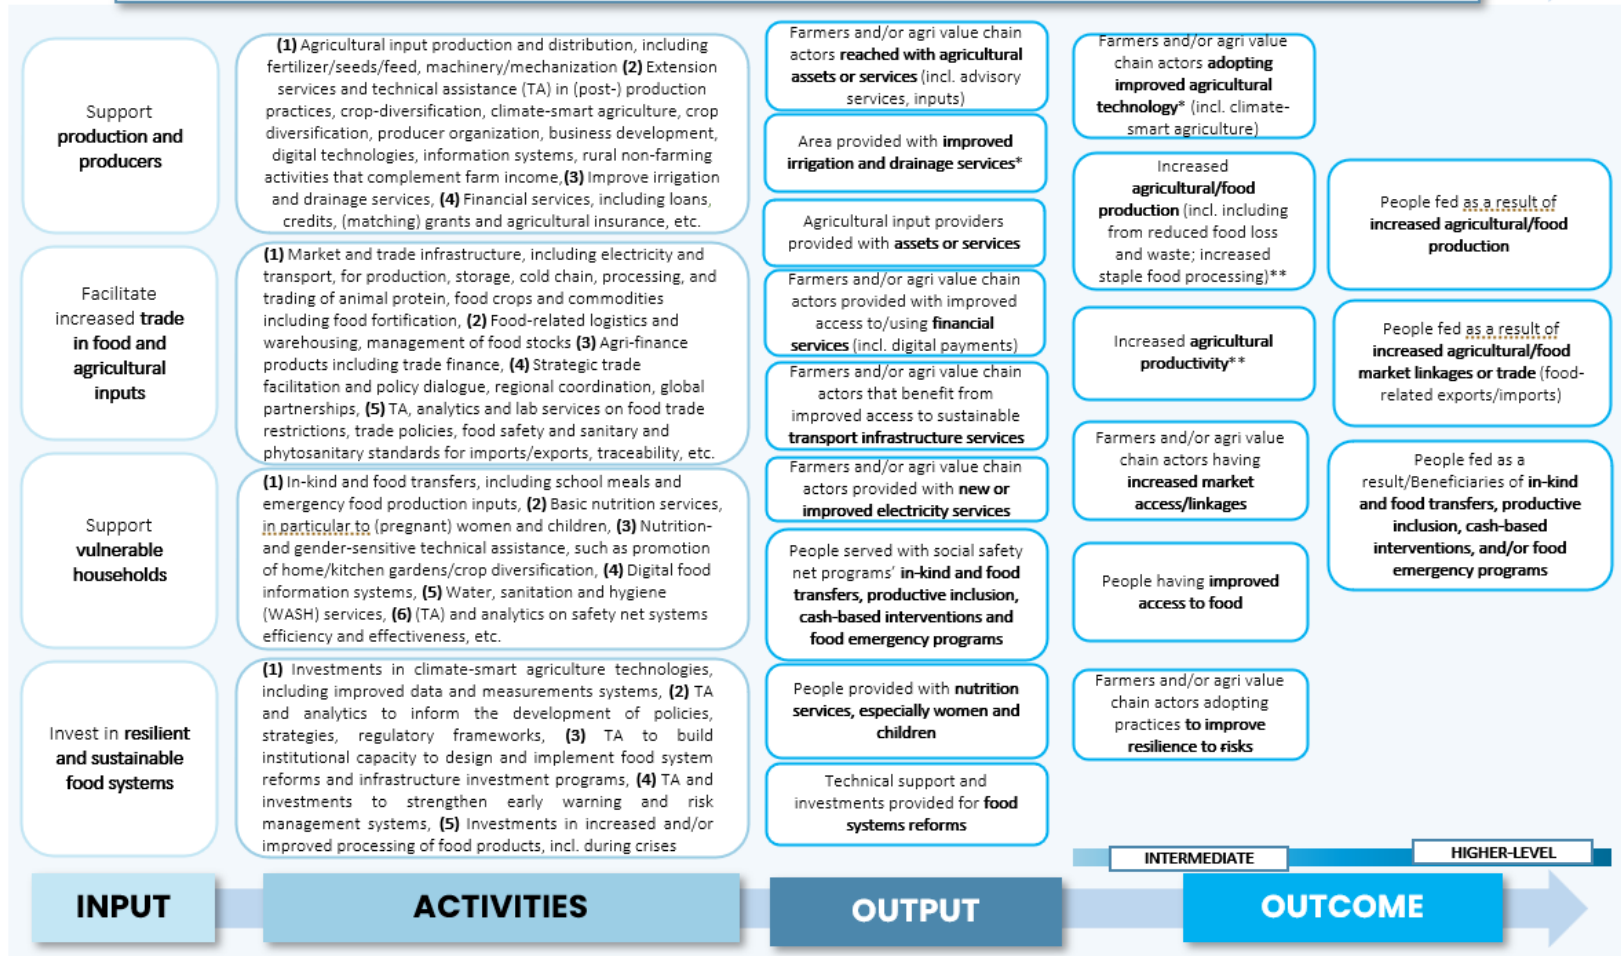 Support
production and
producers
(1) Agricultural input production and distribution, including
fertilizer/seeds/feed, machinery/mechanization (2) Extension
services and technical assistance (TA) in (post-) production
practices, crop-diversification, climate-smart agriculture, crop
diversification, producer organization, business development,
digital technologies, information systems, rural non-farming
activities that complement farm income,(3) Improve irrigation
and drainage services, (4) Financial services, including loans,
credits, (matching) grants and agricultural insurance, etc.
Facilitate
increased trade
in food and
agricultural
inputs
(1) Market and trade infrastructure, including electricity and
transport, for production, storage, cold chain, processing, and
trading of animal protein, food crops and commodities
including food fortification, (2) Food-related logistics and
warehousing, management of food stocks (3) Agri-finance
products including trade finance, (4) Strategic trade
facilitation and policy dialogue, regional coordination, global
partnerships, (5) TA, analytics and lab services on food trade
restrictions, trade policies, food safety and sanitary and
phytosanitary standards for imports/exports, traceability, etc.
Support
vulnerable
households
(1) In-kind and food transfers, including school meals and
emergency food production inputs, (2) Basic nutrition services,
in particular to (pregnant) women and children, (3) Nutrition-
and gender-sensitive technical assistance, such as promotion
of home/kitchen gardens/crop diversification, (4) Digital food
information systems, (5) Water, sanitation and hygiene
(WASH) services, (6) (TA) and analytics on safety net systems
efficiency and effectiveness, etc.
Invest in resilient
and sustainable
food systems
(1) Investments in climate-smart agriculture technologies,
including improved data and measurements systems, (2) TA
and analytics to inform the development of policies,
strategies, regulatory frameworks, (3) TA to build
institutional capacity to design and implement food system
reforms and infrastructure investment programs, (4) TA and
investments to strengthen early warning and risk
management systems, (5) Investments in increased and/or
improved processing of food products, incl. during crises
Farmers and/or agri value chain
actors reached with agricultural
assets or services (incl. advisory
services, inputs)
Area provided with improved
irrigation and drainage services*
Agricultural input providers
provided with assets or services
Farmers and/or agri value chain
actors provided with improved
access to/using financial
services (incl. digital payments)
Farmers and/or agri value chain
actors that benefit from
improved access to sustainable
transport infrastructure services
Farmers and/or agri value chain
actors provided with new or
improved electricity services
People served with social safety
net programs' in-kind and food
transfers, productive inclusion,
cash-based interventions and
food emergency programs
People provided with nutrition
services, especially women and
children
Technical support and
investments provided for food
systems reforms
Farmers and/or agri value
chain actors adopting
improved agricultural
technology* (incl. climate-
smart agriculture)
Increased
agricultural/food
production (incl. including
from reduced food loss
and waste; increased
staple food processing)**
Increased agricultural
productivity**
Farmers and/or agri value
chain actors having
increased market
access/linkages
People having improved
access to food
Farmers and/or agri value
chain actors adopting
practices to improve
resilience to risks
People fed as a result of
increased agricultural/food
production
People fed as a result of
increased agricultural/food
market linkages or trade (food-
related exports/imports)
People fed as a
result/Beneficiaries of in-kind
and food transfers, productive
inclusion, cash-based
interventions, and/or food
emergency programs
INTERMEDIATE
HIGHER-LEVEL
INPUT
ACTIVITIES
OUTPUT
OUTCOME